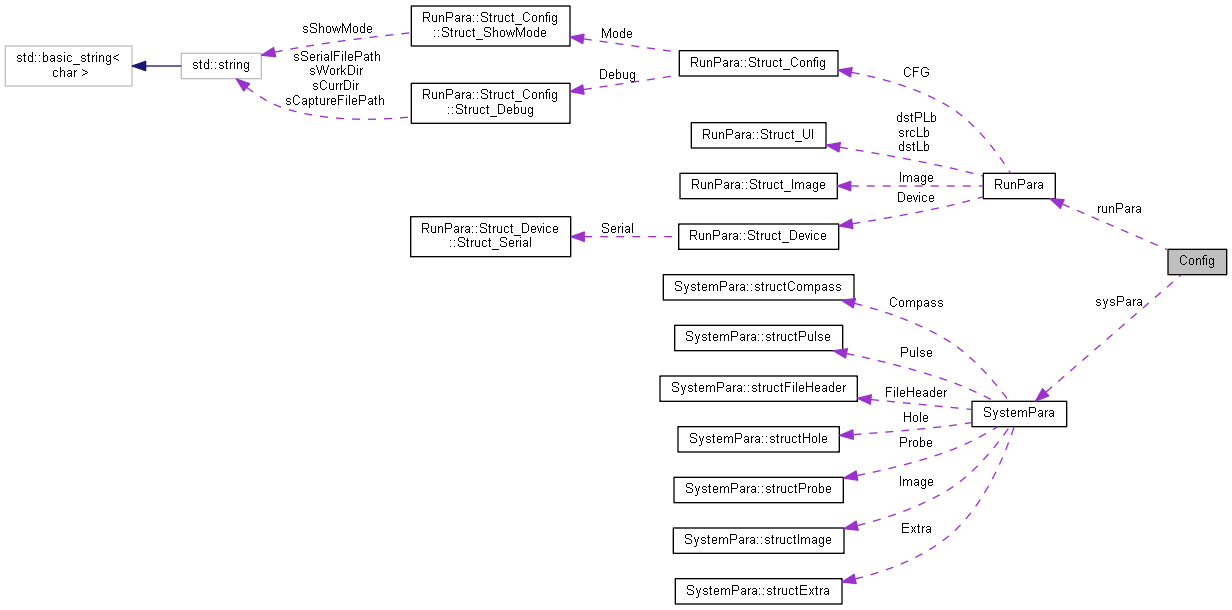 std::basic_string<
char >
std::string
sShowMode
sSerialFilePath
sWorkDir
sCurrDir
sCaptureFilePath
RunPara::Struct_Config
::Struct_ShowMode
RunPara::Struct_Config
::Struct_Debug
Mode
Debug
RunPara::Struct_Config
CFG
RunPara::Struct_UI
dstPLb
srcLb
dstLb
RunPara::Struct_Image
Image
RunPara::Struct_Device
::Struct_Serial
Serial
RunPara::Struct_Device
Device
RunPara
runPara
Config
sysPara
SystemPara
SystemPara::structCompass
Compass
SystemPara::structPulse
Pulse
SystemPara::structFileHeader
FileHeader
SystemPara::structHole
Hole
SystemPara::structProbe
Probe
SystemPara::structImage
Image
SystemPara::structExtra
Extra